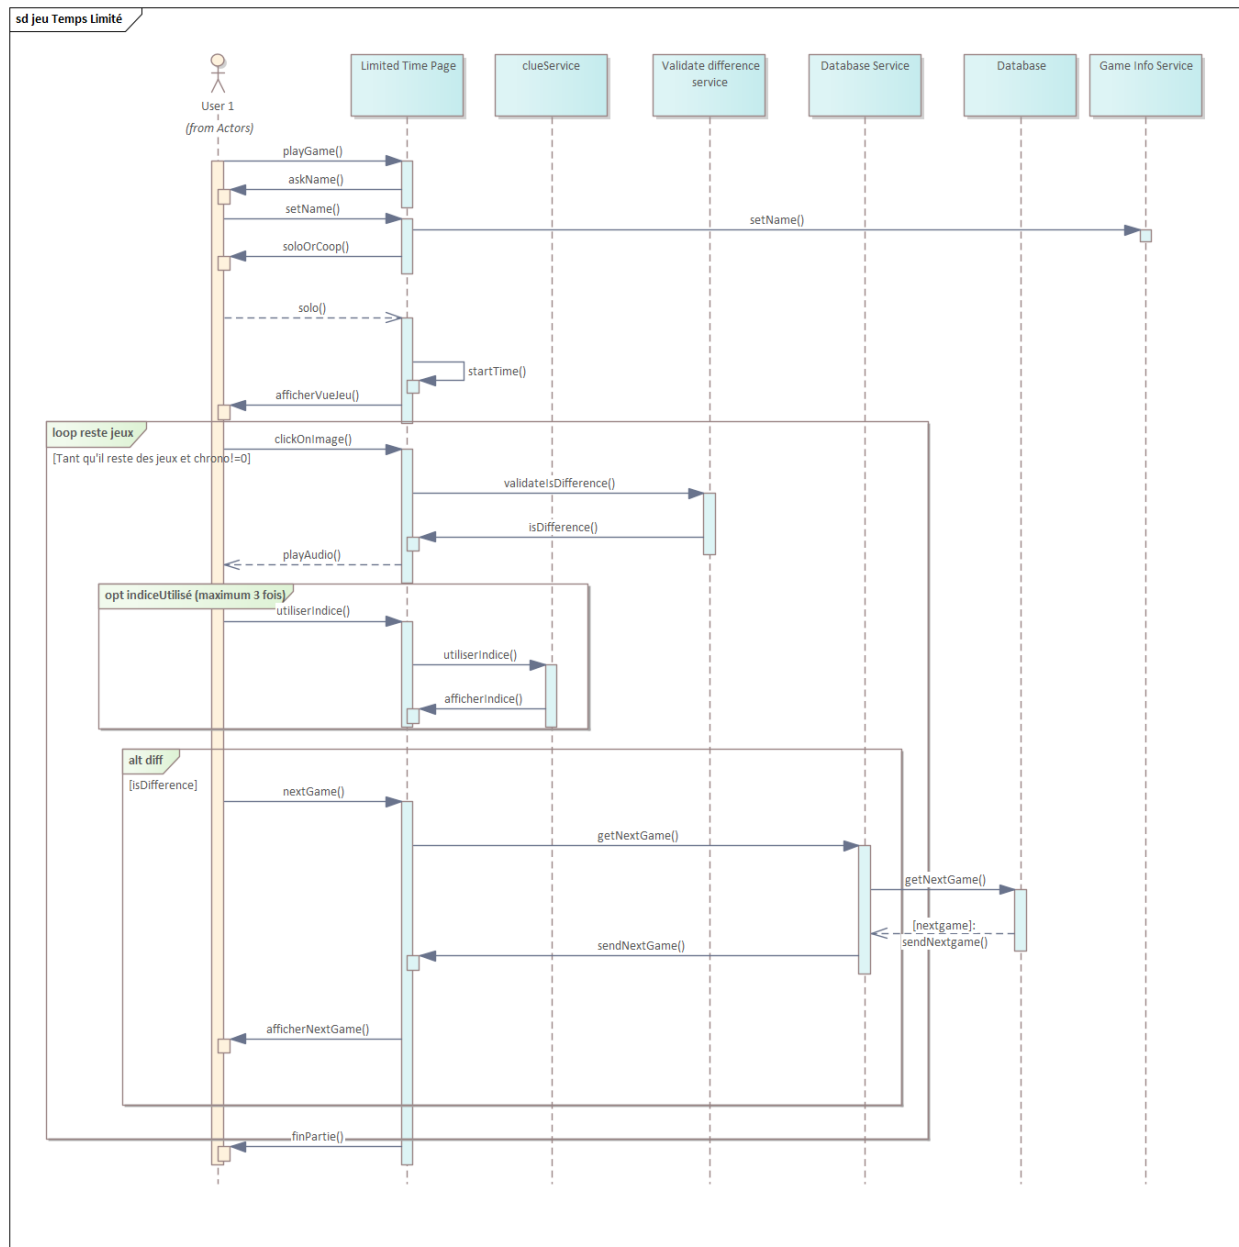 sd jeu Temps Limité
User 1
(from Actors)
Limited Time Page
clueService
Validate difference
service
Database Service
Database
Game Info Service
playGame()
askName()
setName()
setName()
soloOrCoop()
solo()
startTime()
afficherVueJeu()
loop reste jeux
[Tant qu'il reste des jeux et chrono!=0]
clickOnImage()
validateIsDifference()
isDifference()
playAudio()
opt indiceUtilisé (maximum 3 fois)
utiliserIndice()
utiliserIndice()
afficherIndice()
alt diff
[isDifference]
nextGame()
getNextGame()
getNextGame()
[nextgame]:
sendNextgame()
sendNextGame()
afficherNextGame()
finPartie()